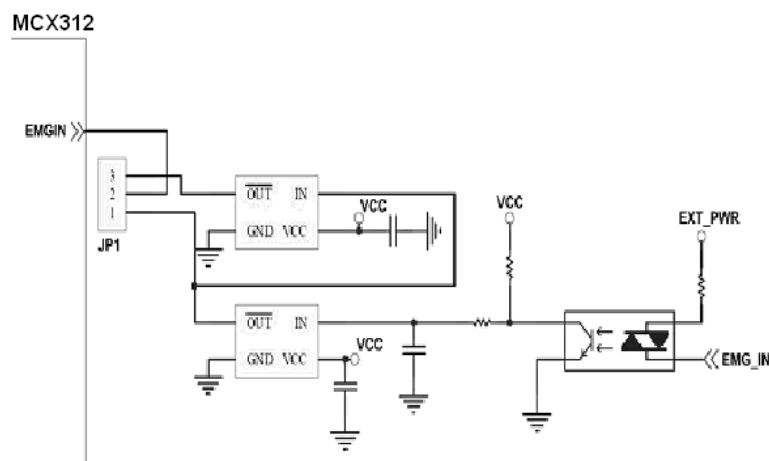 MCX312
EMGIN
3
2
1
JP1
OUT IN
GND VCC
VCC
VCC
EXT_PWR
OUT IN
GND VCC
VCC
EMG_IN